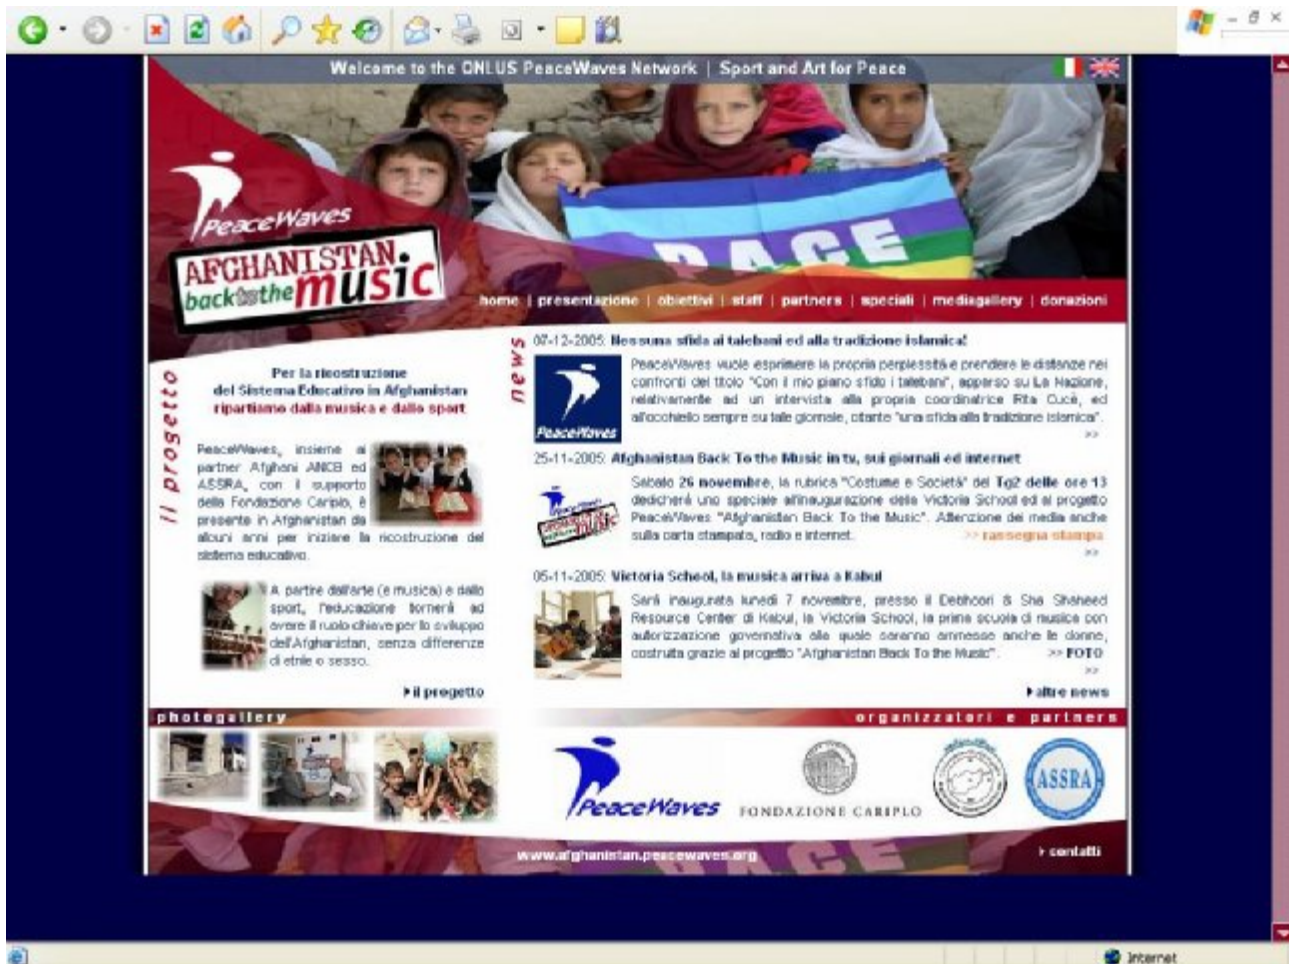 Welcome to the ONLUS PeaceWaves Network | Sport and Art for Peace
PACE
PeaceWaves
AFGHANISTAN
back to the music
home | presentazione | obiettivi | staff | partners | speciali | mediagallery | donazioni
il progetto
Per la ricostruzione
del Sistema Educativo in Afghanistan
ripartiamo dalla musica e dallo sport
PeaceWaves, insieme ai
partner Afghani ANCB ed
ASSRA, con il supporto
della Fondazione Cariplo, è
presente in Afghanistan da
alcuni anni per iniziare la ricostruzione del
sistema educativo.
A partire dall'arte (e musica) e dallo
sport, l'educazione tornerà ad
avere il ruolo chiave per lo sviluppo
dell'Afghanistan, senza differenze
di etnie o sesso.
il progetto
news
07-12-2005: Nessuna sfida ai talebani ed alla tradizione islamica!
PeaceWaves
PeaceWaves vuole esprimere la propria perplessità e prendere le distanze nei
confronti del titolo "Con il mio piano sfido i talebani", apparso su La Nazione,
relativamente ad un intervista alla propria coordinatrice Rita Cucè, ed
all'occhiello sempre su tale giornale, citante "una sfida alla tradizione islamica".
>>
25-11-2005: Afghanistan Back To the Music in tv, sui giornali ed internet
Sabato 26 novembre, la rubrica "Costume e Società" del Tg2 delle ore 13
dedicherà uno speciale all'inaugurazione della Victoria School ed al progetto
PeaceWaves "Afghanistan Back To the Music". Attenzione dei media anche
sulla carta stampata, radio e internet. >> rassegna stampa
>>
05-11-2005: Victoria School, la musica arriva a Kabul
Sarà inaugurata lunedì 7 novembre, presso il Debhoori & Sha Shaheed
Resource Center di Kabul, la Victoria School, la prima scuola di musica con
autorizzazione governativa alla quale saranno ammesse anche le donne,
costruita grazie al progetto "Afghanistan Back To the Music". >> FOTO
>>
altre news
photogallery
organizzatori e partners
PeaceWaves
FONDAZIONE CARIPLO
ASSRA
www.afghanistan.peacewaves.org
contatti
PACE
Internet